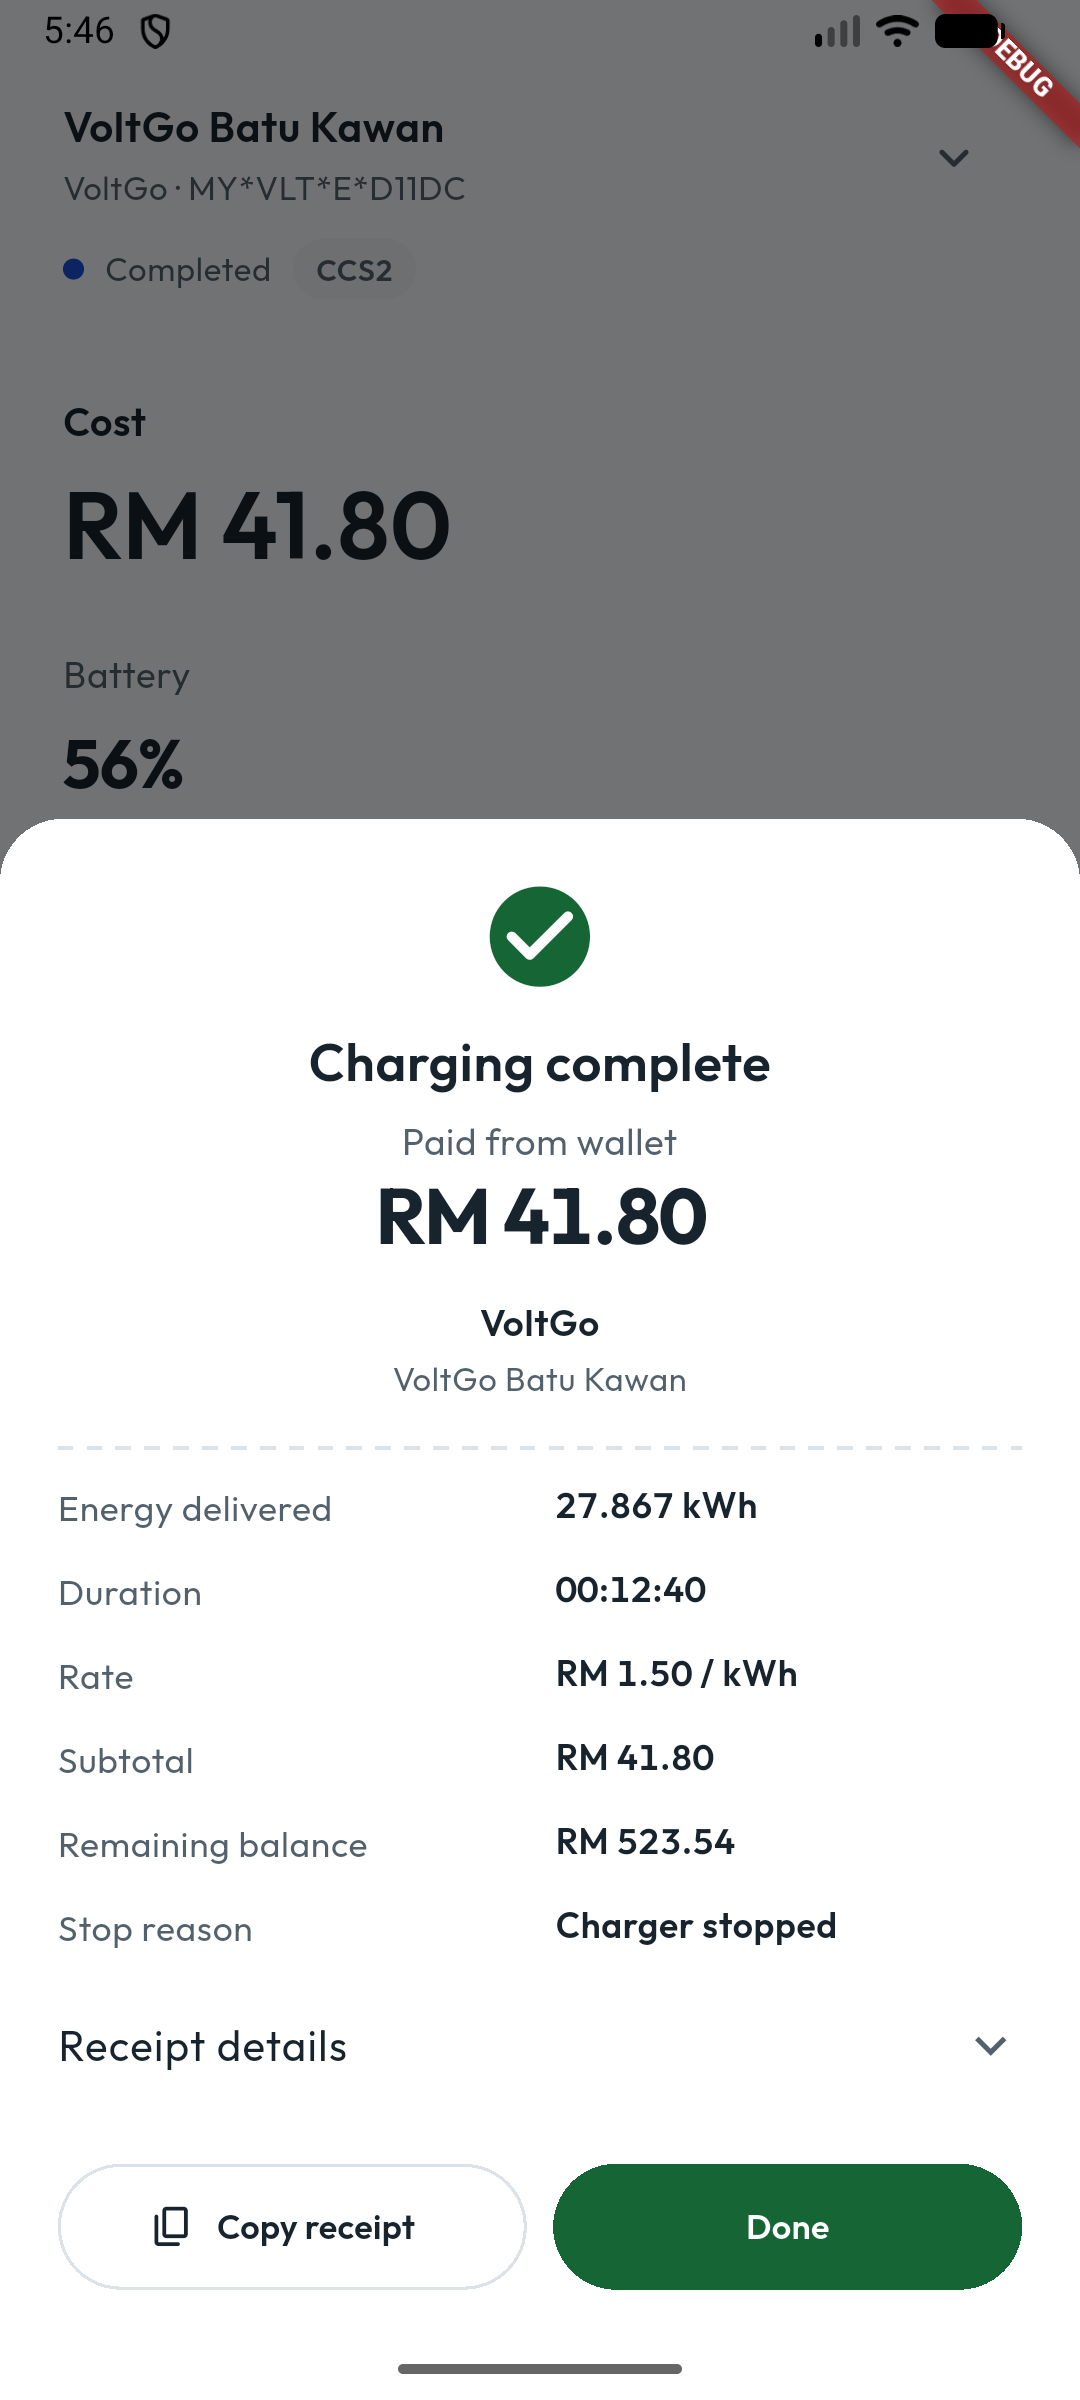 5:46
DEBUG
VoltGo Batu Kawan
VoltGo · MY*VLT*E*D11DC
Completed
CCS2
Cost
RM 41.80
Battery
56%
Charging complete
Paid from wallet
RM 41.80
VoltGo
VoltGo Batu Kawan
Energy delivered 27.867 kWh
Duration 00:12:40
Rate RM 1.50 / kWh
Subtotal RM 41.80
Remaining balance RM 523.54
Stop reason Charger stopped
Receipt details
Copy receipt
Done